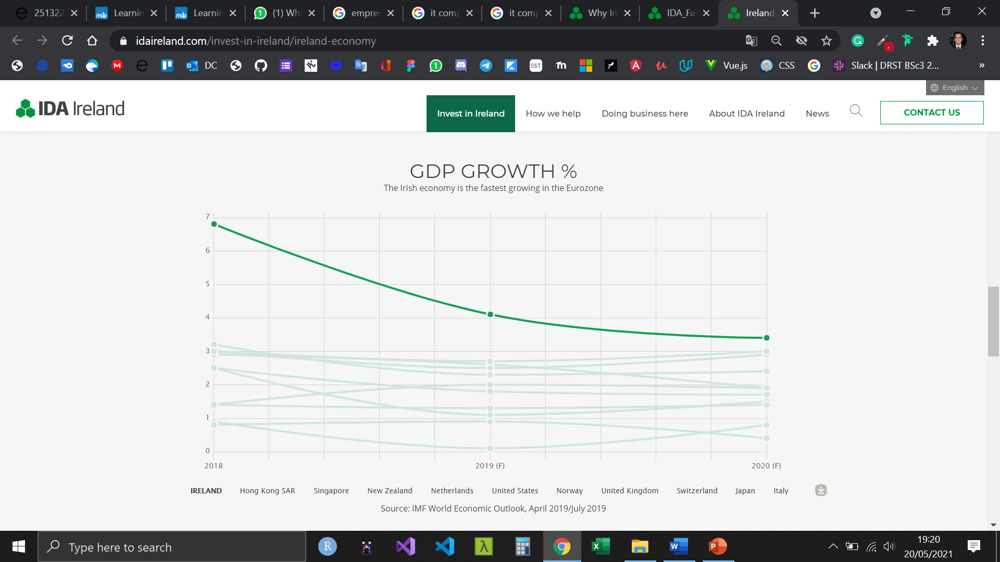 251322
Learnin
Learnin
(1) Wha
empres
it comp
it comp
Why In
IDA_Fa
Ireland
idaireland.com/invest-in-ireland/ireland-economy
DC
SST
Vue.js
CSS
Slack | DRST BSc3 2...
»
English
IDA Ireland
Invest in Ireland
How we help
Doing business here
About IDA Ireland
News
CONTACT US
GDP GROWTH %
The Irish economy is the fastest growing in the Eurozone
7
6
5
4
3
2
1
0
2018
2019 (F)
2020 (F)
IRELAND
Hong Kong SAR
Singapore
New Zealand
Netherlands
United States
Norway
United Kingdom
Switzerland
Japan
Italy
Source: IMF World Economic Outlook, April 2019/July 2019
Type here to search
19:20
20/05/2021